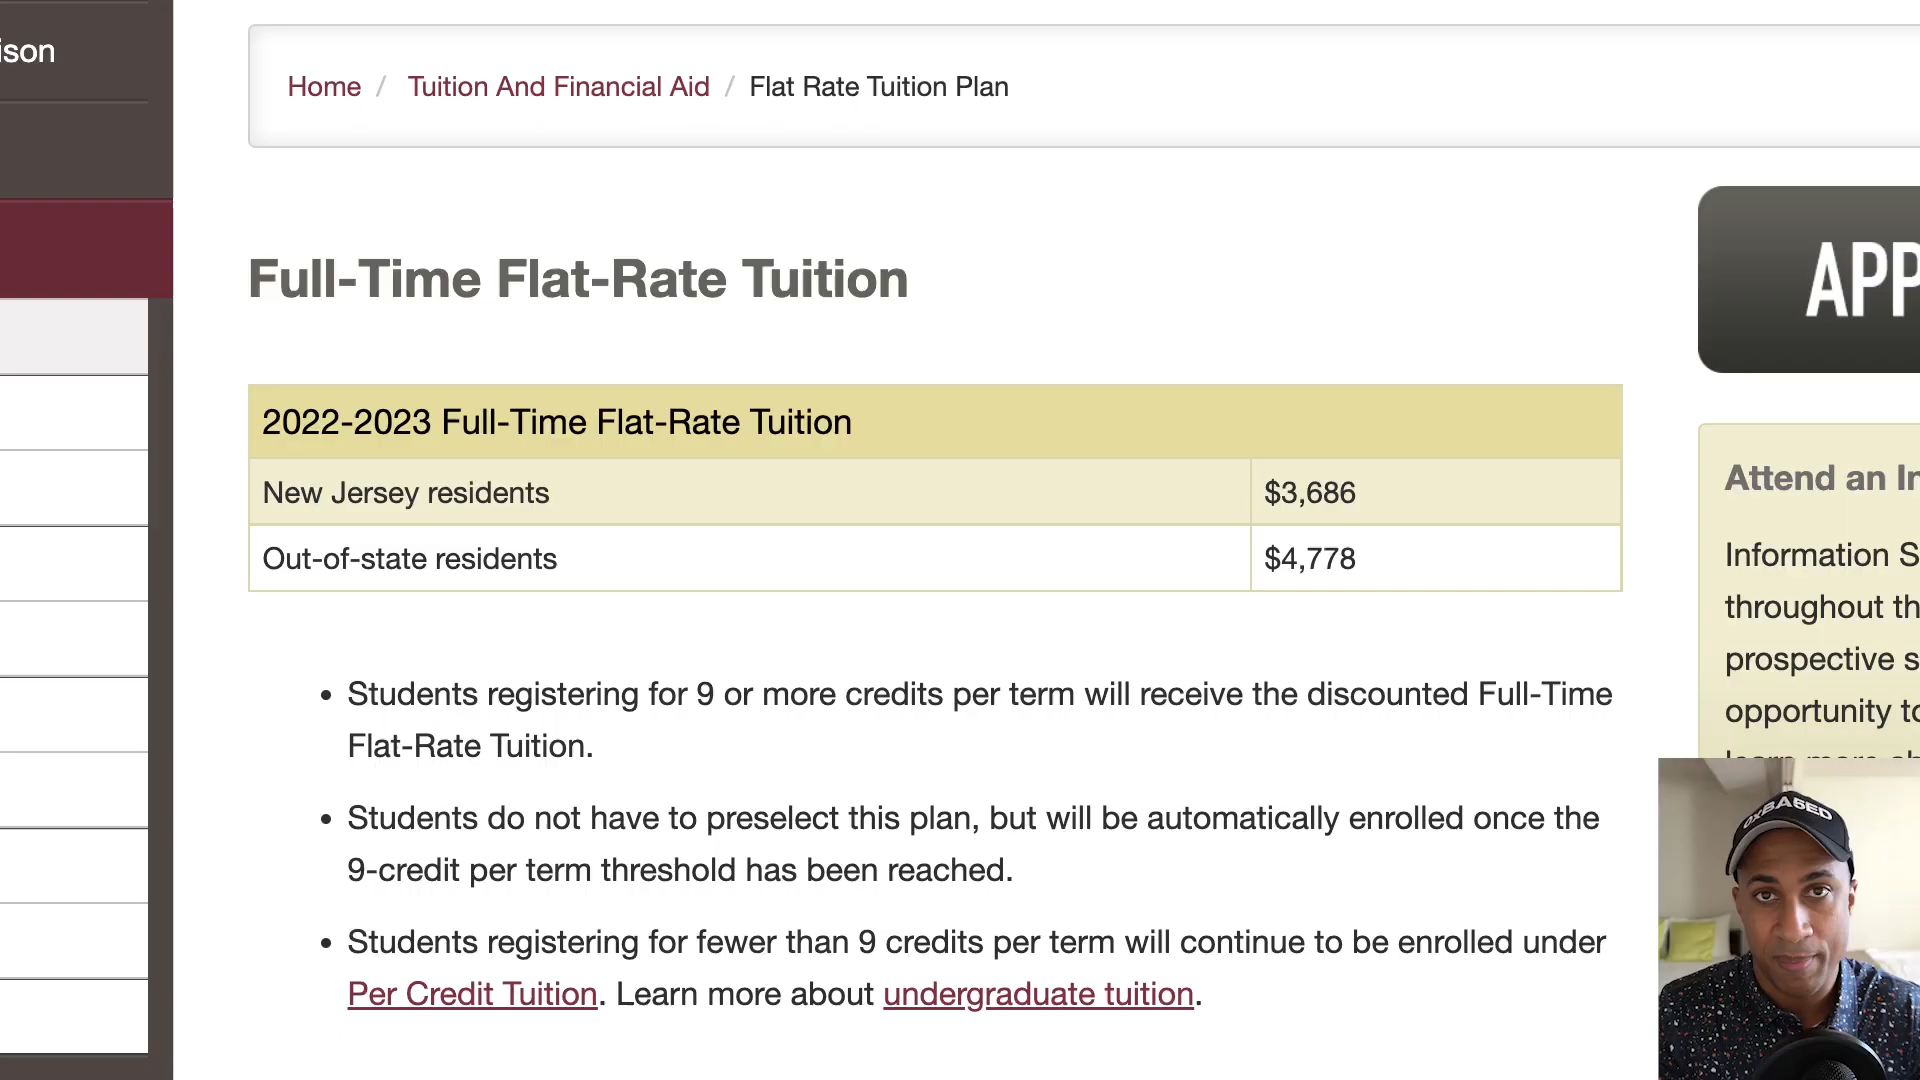 ison
Home / Tuition And Financial Aid / Flat Rate Tuition Plan
Full-Time Flat-Rate Tuition
APP
2022-2023 Full-Time Flat-Rate Tuition
New Jersey residents $3,686
Out-of-state residents $4,778
Attend an In
Information S
throughout th
prospective s
opportunity to
learn more ab
• Students registering for 9 or more credits per term will receive the discounted Full-Time
Flat-Rate Tuition.
• Students do not have to preselect this plan, but will be automatically enrolled once the
9-credit per term threshold has been reached.
• Students registering for fewer than 9 credits per term will continue to be enrolled under
Per Credit Tuition. Learn more about undergraduate tuition.
0xBA5ED